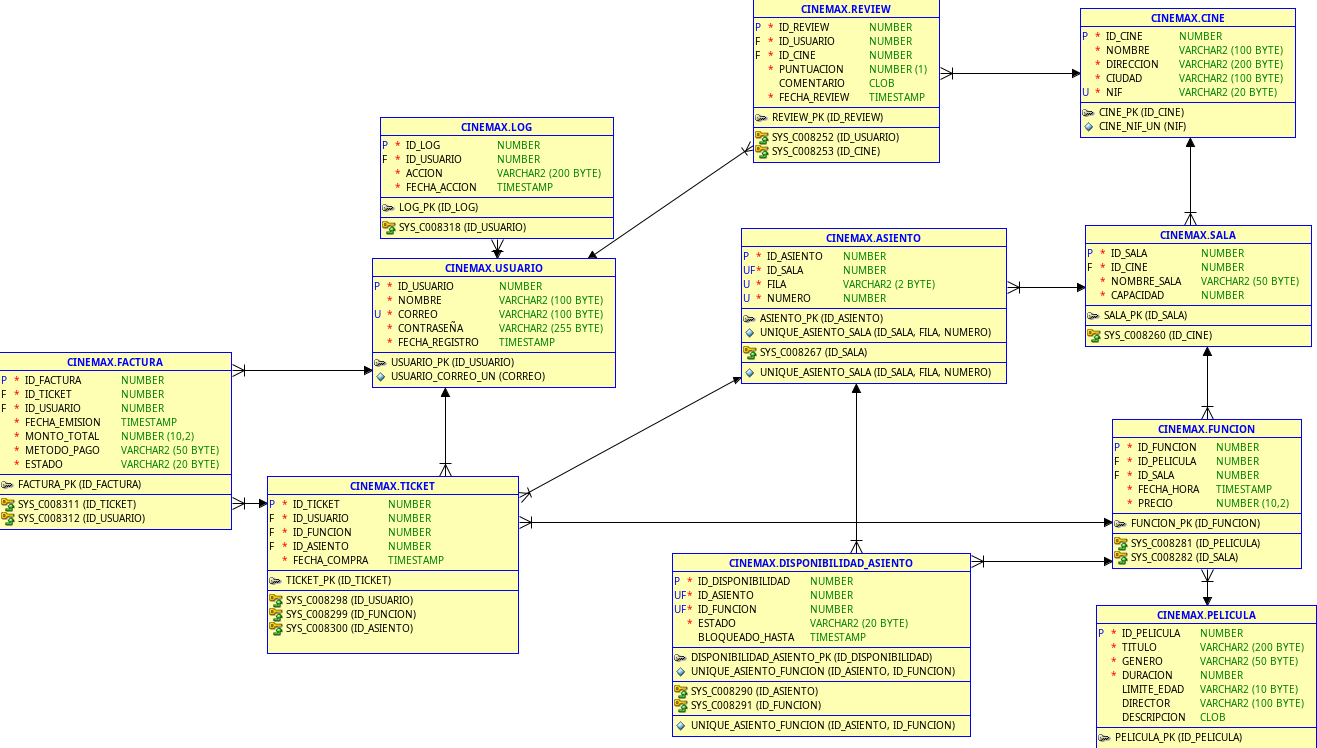 CINEMAX.REVIEW
P * ID_REVIEW NUMBER
F * ID_USUARIO NUMBER
F * ID_CINE NUMBER
* PUNTUACION NUMBER (1)
COMENTARIO CLOB
* FECHA_REVIEW TIMESTAMP
REVIEW_PK (ID_REVIEW)
SYS_C008252 (ID_USUARIO)
SYS_C008253 (ID_CINE)
CINEMAX.CINE
P * ID_CINE NUMBER
* NOMBRE VARCHAR2 (100 BYTE)
* DIRECCION VARCHAR2 (200 BYTE)
* CIUDAD VARCHAR2 (100 BYTE)
U * NIF VARCHAR2 (20 BYTE)
CINE_PK (ID_CINE)
CINE_NIF_UN (NIF)
CINEMAX.LOG
P * ID_LOG NUMBER
F * ID_USUARIO NUMBER
* ACCION VARCHAR2 (200 BYTE)
* FECHA_ACCION TIMESTAMP
LOG_PK (ID_LOG)
SYS_C008318 (ID_USUARIO)
CINEMAX.USUARIO
P * ID_USUARIO NUMBER
* NOMBRE VARCHAR2 (100 BYTE)
U * CORREO VARCHAR2 (100 BYTE)
* CONTRASEÑA VARCHAR2 (255 BYTE)
* FECHA_REGISTRO TIMESTAMP
USUARIO_PK (ID_USUARIO)
USUARIO_CORREO_UN (CORREO)
CINEMAX.ASIENTO
P * ID_ASIENTO NUMBER
UF* ID_SALA NUMBER
U * FILA VARCHAR2 (2 BYTE)
U * NUMERO NUMBER
ASIENTO_PK (ID_ASIENTO)
UNIQUE_ASIENTO_SALA (ID_SALA, FILA, NUMERO)
SYS_C008267 (ID_SALA)
UNIQUE_ASIENTO_SALA (ID_SALA, FILA, NUMERO)
CINEMAX.SALA
P * ID_SALA NUMBER
F * ID_CINE NUMBER
* NOMBRE_SALA VARCHAR2 (50 BYTE)
* CAPACIDAD NUMBER
SALA_PK (ID_SALA)
SYS_C008260 (ID_CINE)
CINEMAX.FACTURA
P * ID_FACTURA NUMBER
F * ID_TICKET NUMBER
F * ID_USUARIO NUMBER
* FECHA_EMISION TIMESTAMP
* MONTO_TOTAL NUMBER (10,2)
* METODO_PAGO VARCHAR2 (50 BYTE)
* ESTADO VARCHAR2 (20 BYTE)
FACTURA_PK (ID_FACTURA)
SYS_C008311 (ID_TICKET)
SYS_C008312 (ID_USUARIO)
CINEMAX.TICKET
P * ID_TICKET NUMBER
F * ID_USUARIO NUMBER
F * ID_FUNCION NUMBER
F * ID_ASIENTO NUMBER
* FECHA_COMPRA TIMESTAMP
TICKET_PK (ID_TICKET)
SYS_C008298 (ID_USUARIO)
SYS_C008299 (ID_FUNCION)
SYS_C008300 (ID_ASIENTO)
CINEMAX.FUNCION
P * ID_FUNCION NUMBER
F * ID_PELICULA NUMBER
F * ID_SALA NUMBER
* FECHA_HORA TIMESTAMP
* PRECIO NUMBER (10,2)
FUNCION_PK (ID_FUNCION)
SYS_C008281 (ID_PELICULA)
SYS_C008282 (ID_SALA)
CINEMAX.DISPONIBILIDAD_ASIENTO
P * ID_DISPONIBILIDAD NUMBER
UF* ID_ASIENTO NUMBER
UF* ID_FUNCION NUMBER
* ESTADO VARCHAR2 (20 BYTE)
BLOQUEADO_HASTA TIMESTAMP
DISPONIBILIDAD_ASIENTO_PK (ID_DISPONIBILIDAD)
UNIQUE_ASIENTO_FUNCION (ID_ASIENTO, ID_FUNCION)
SYS_C008290 (ID_ASIENTO)
SYS_C008291 (ID_FUNCION)
UNIQUE_ASIENTO_FUNCION (ID_ASIENTO, ID_FUNCION)
CINEMAX.PELICULA
P * ID_PELICULA NUMBER
* TITULO VARCHAR2 (200 BYTE)
* GENERO VARCHAR2 (50 BYTE)
* DURACION NUMBER
LIMITE_EDAD VARCHAR2 (10 BYTE)
DIRECTOR VARCHAR2 (100 BYTE)
DESCRIPCION CLOB
PELICULA_PK (ID_PELICULA)